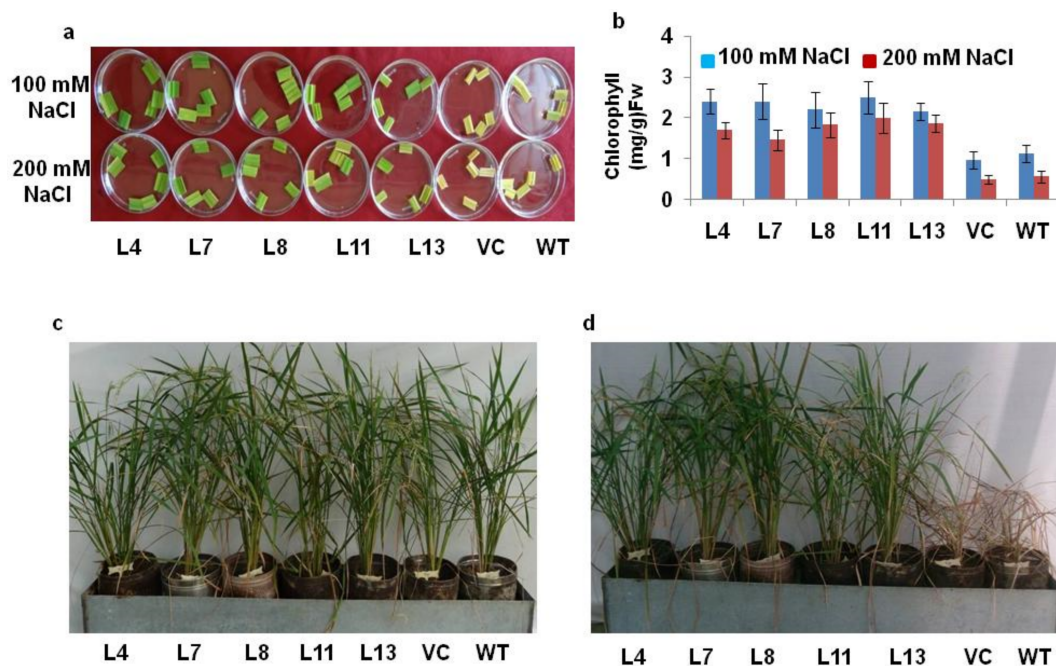 a
100 mM
NaCl
200 mM
NaCl
L4 L7 L8 L11 L13 VC WT
b
Chlorophyll
(mg/g)Fw
4
3
2
1
0
100 mM NaCl 200 mM NaCl
L4 L7 L8 L11 L13 VC WT
c
L4 L7 L8 L11 L13 VC WT
d
L4 L7 L8 L11 L13 VC WT